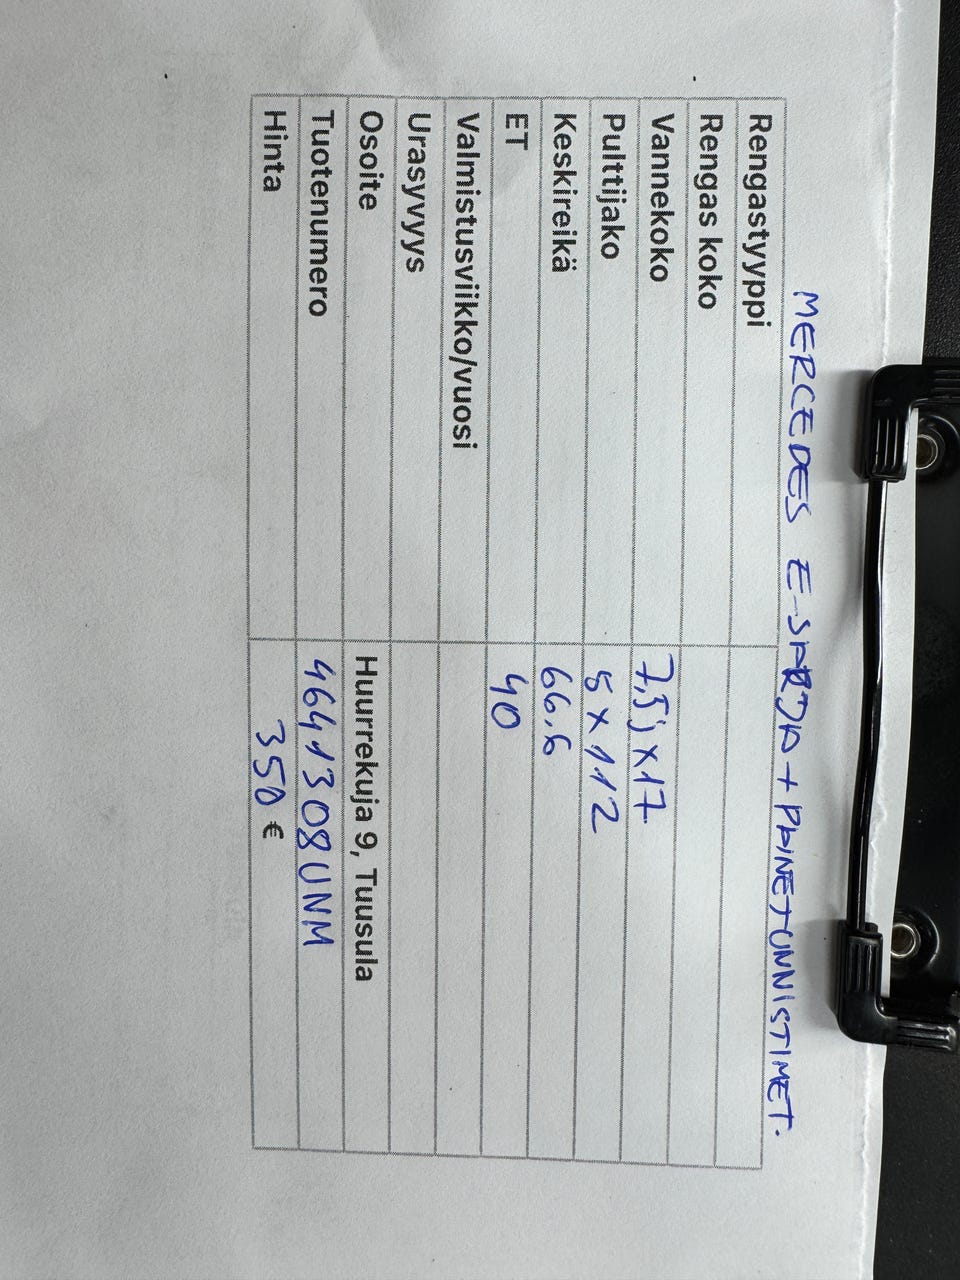 MERCEDES E-SARJA + PAINETUNNISTIMET.
Rengastyyppi
Rengas koko
Vannekoko 7,5J x 17
Pulttijako 5 x 112
Keskireikä 66.6
ET 40
Valmistusviikko/vuosi
Urasyvyys
Osoite Huurrekuja 9, Tuusula
Tuotenumero 4641308UNM
Hinta 350 €